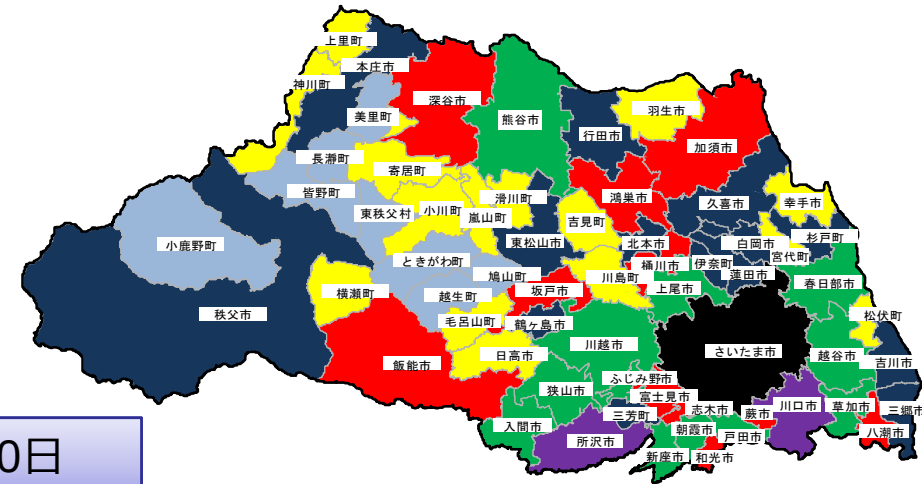 上里町
本庄市
神川町
美里町
深谷市
熊谷市
行田市
羽生市
加須市
長瀞町
皆野町
寄居町
東秩父村
小川町
嵐山町
滑川町
吉見町
鴻巣市
久喜市
幸手市
小鹿野町
ときがわ町
東松山市
北本市
白岡市
杉戸町
宮代町
鳩山町
川島町
桶川市
伊奈町
蓮田市
上尾市
春日部市
横瀬町
越生町
坂戸市
秩父市
毛呂山町
鶴ヶ島市
松伏町
川越市
さいたま市
越谷市
吉川市
飯能市
日高市
狭山市
ふじみ野市
富士見市
入間市
三芳町
志木市
蕨市
川口市
草加市
三郷市
朝霞市
戸田市
八潮市
所沢市
新座市
和光市
0日